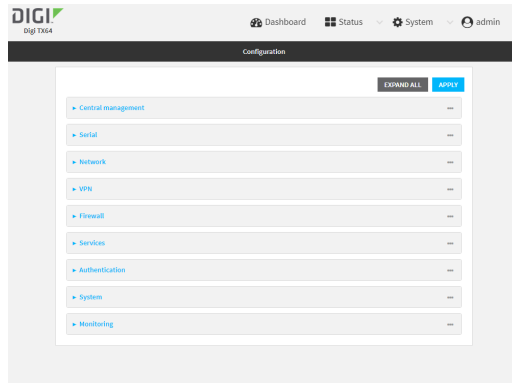 DIGI
Digi TX64
Dashboard Status System admin
Configuration
EXPAND ALL APPLY
Central management
Serial
Network
VPN
Firewall
Services
Authentication
System
Monitoring